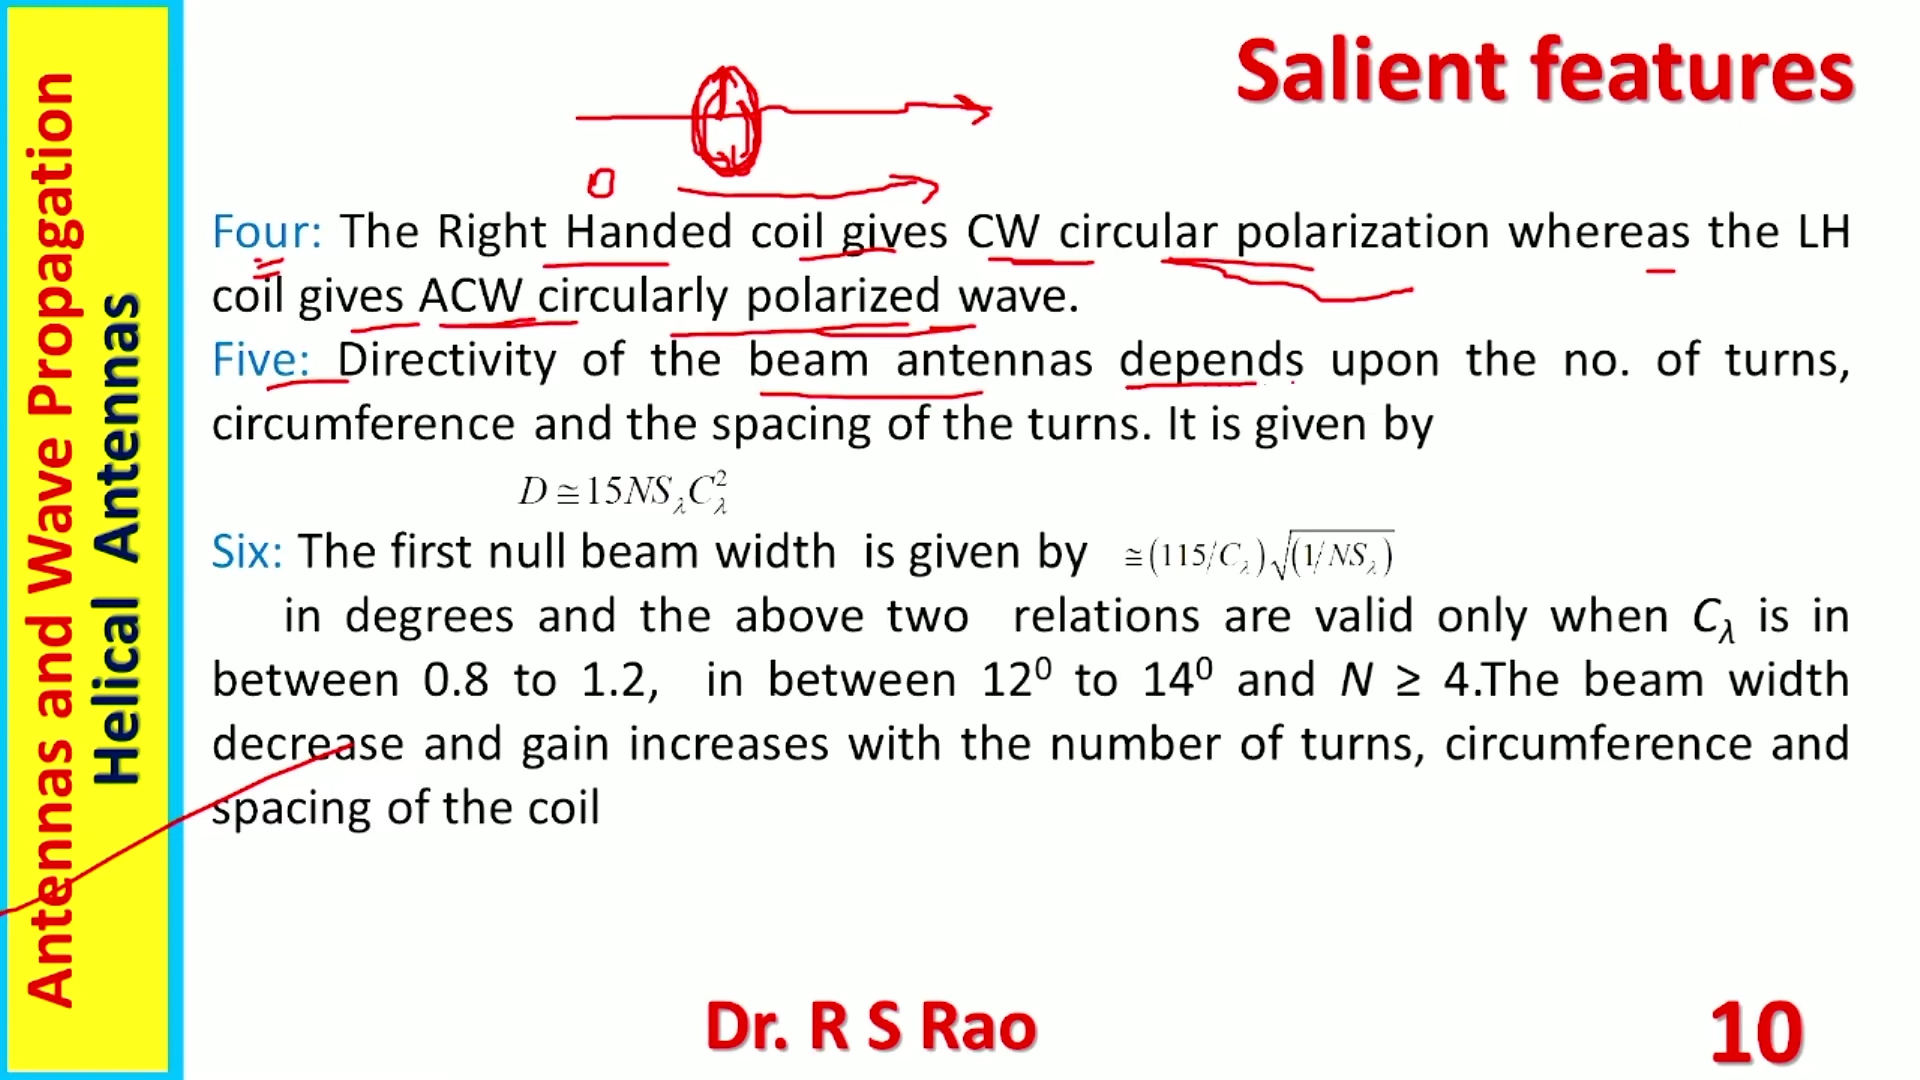 Antennas and Wave Propagation
Helical Antennas
Salient features
Four: The Right Handed coil gives CW circular polarization whereas the LH
coil gives ACW circularly polarized wave.
Five: Directivity of the beam antennas depends upon the no. of turns,
circumference and the spacing of the turns. It is given by
D ≅ 15NS_λC_λ^2
Six: The first null beam width is given by ≅(115/C_λ)√(1/NS_λ)
in degrees and the above two relations are valid only when C_λ is in
between 0.8 to 1.2, in between 12⁰ to 14⁰ and N ≥ 4.The beam width
decrease and gain increases with the number of turns, circumference and
spacing of the coil
Dr. R S Rao
10